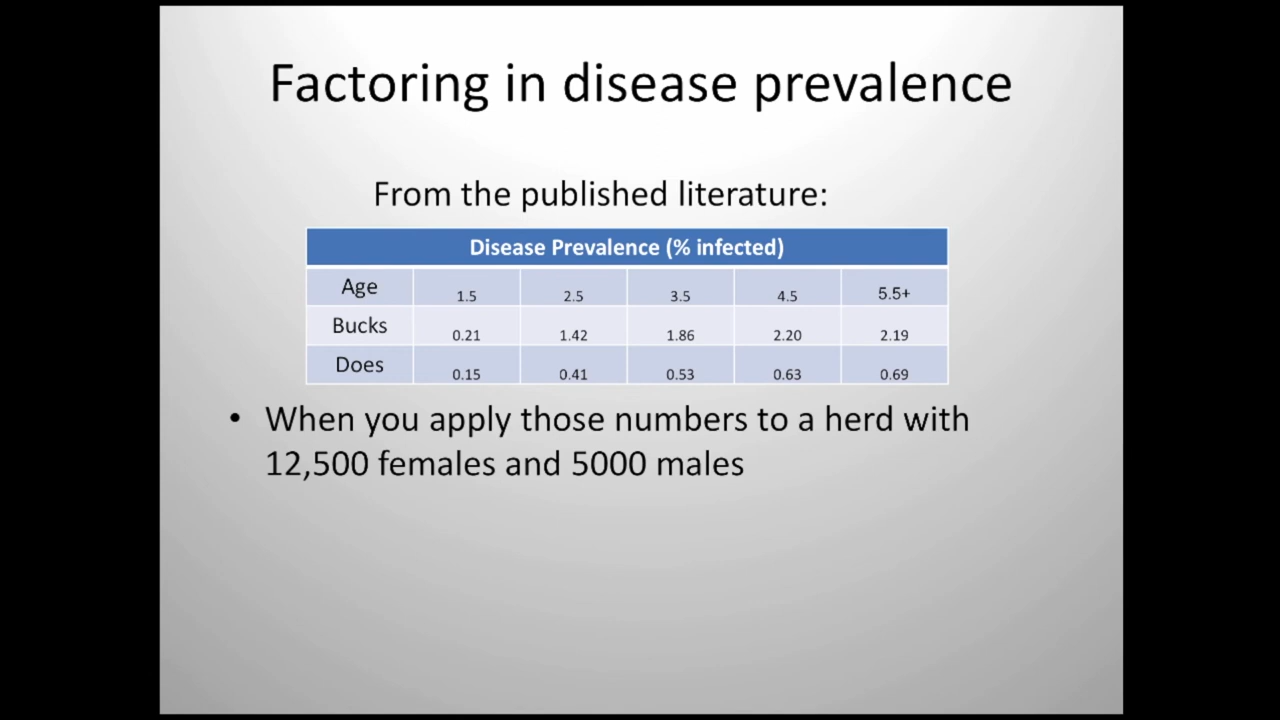 Factoring in disease prevalence
From the published literature:
Disease Prevalence (% infected)
Age 1.5 2.5 3.5 4.5 5.5+
Bucks 0.21 1.42 1.86 2.20 2.19
Does 0.15 0.41 0.53 0.63 0.69
• When you apply those numbers to a herd with
12,500 females and 5000 males